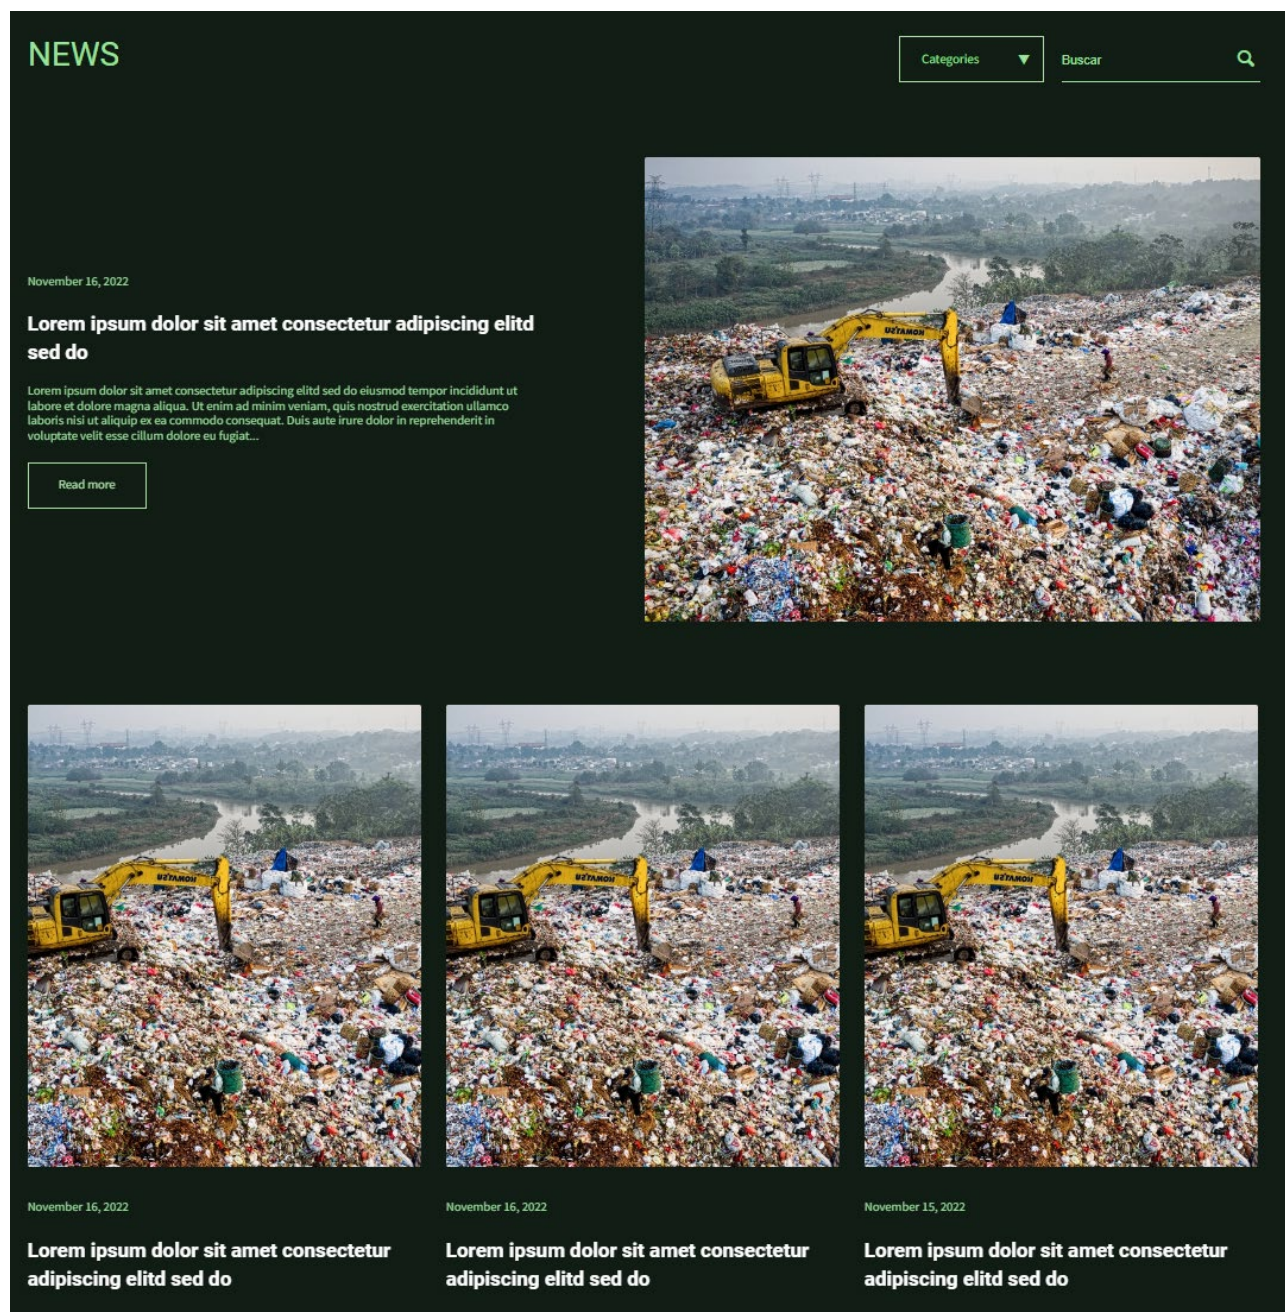 NEWS
Categories
Buscar
November 16, 2022
Lorem ipsum dolor sit amet consectetur adipiscing elitd
sed do
Lorem ipsum dolor sit amet consectetur adipiscing elitd sed do eiusmod tempor incididunt ut
labore et dolore magna aliqua. Ut enim ad minim veniam, quis nostrud exercitation ullamco
laboris nisi ut aliquip ex ea commodo consequat. Duis aute irure dolor in reprehenderit in
voluptate velit esse cillum dolore eu fugiat...
Read more
November 16, 2022
Lorem ipsum dolor sit amet consectetur
adipiscing elitd sed do
November 16, 2022
Lorem ipsum dolor sit amet consectetur
adipiscing elitd sed do
November 15, 2022
Lorem ipsum dolor sit amet consectetur
adipiscing elitd sed do